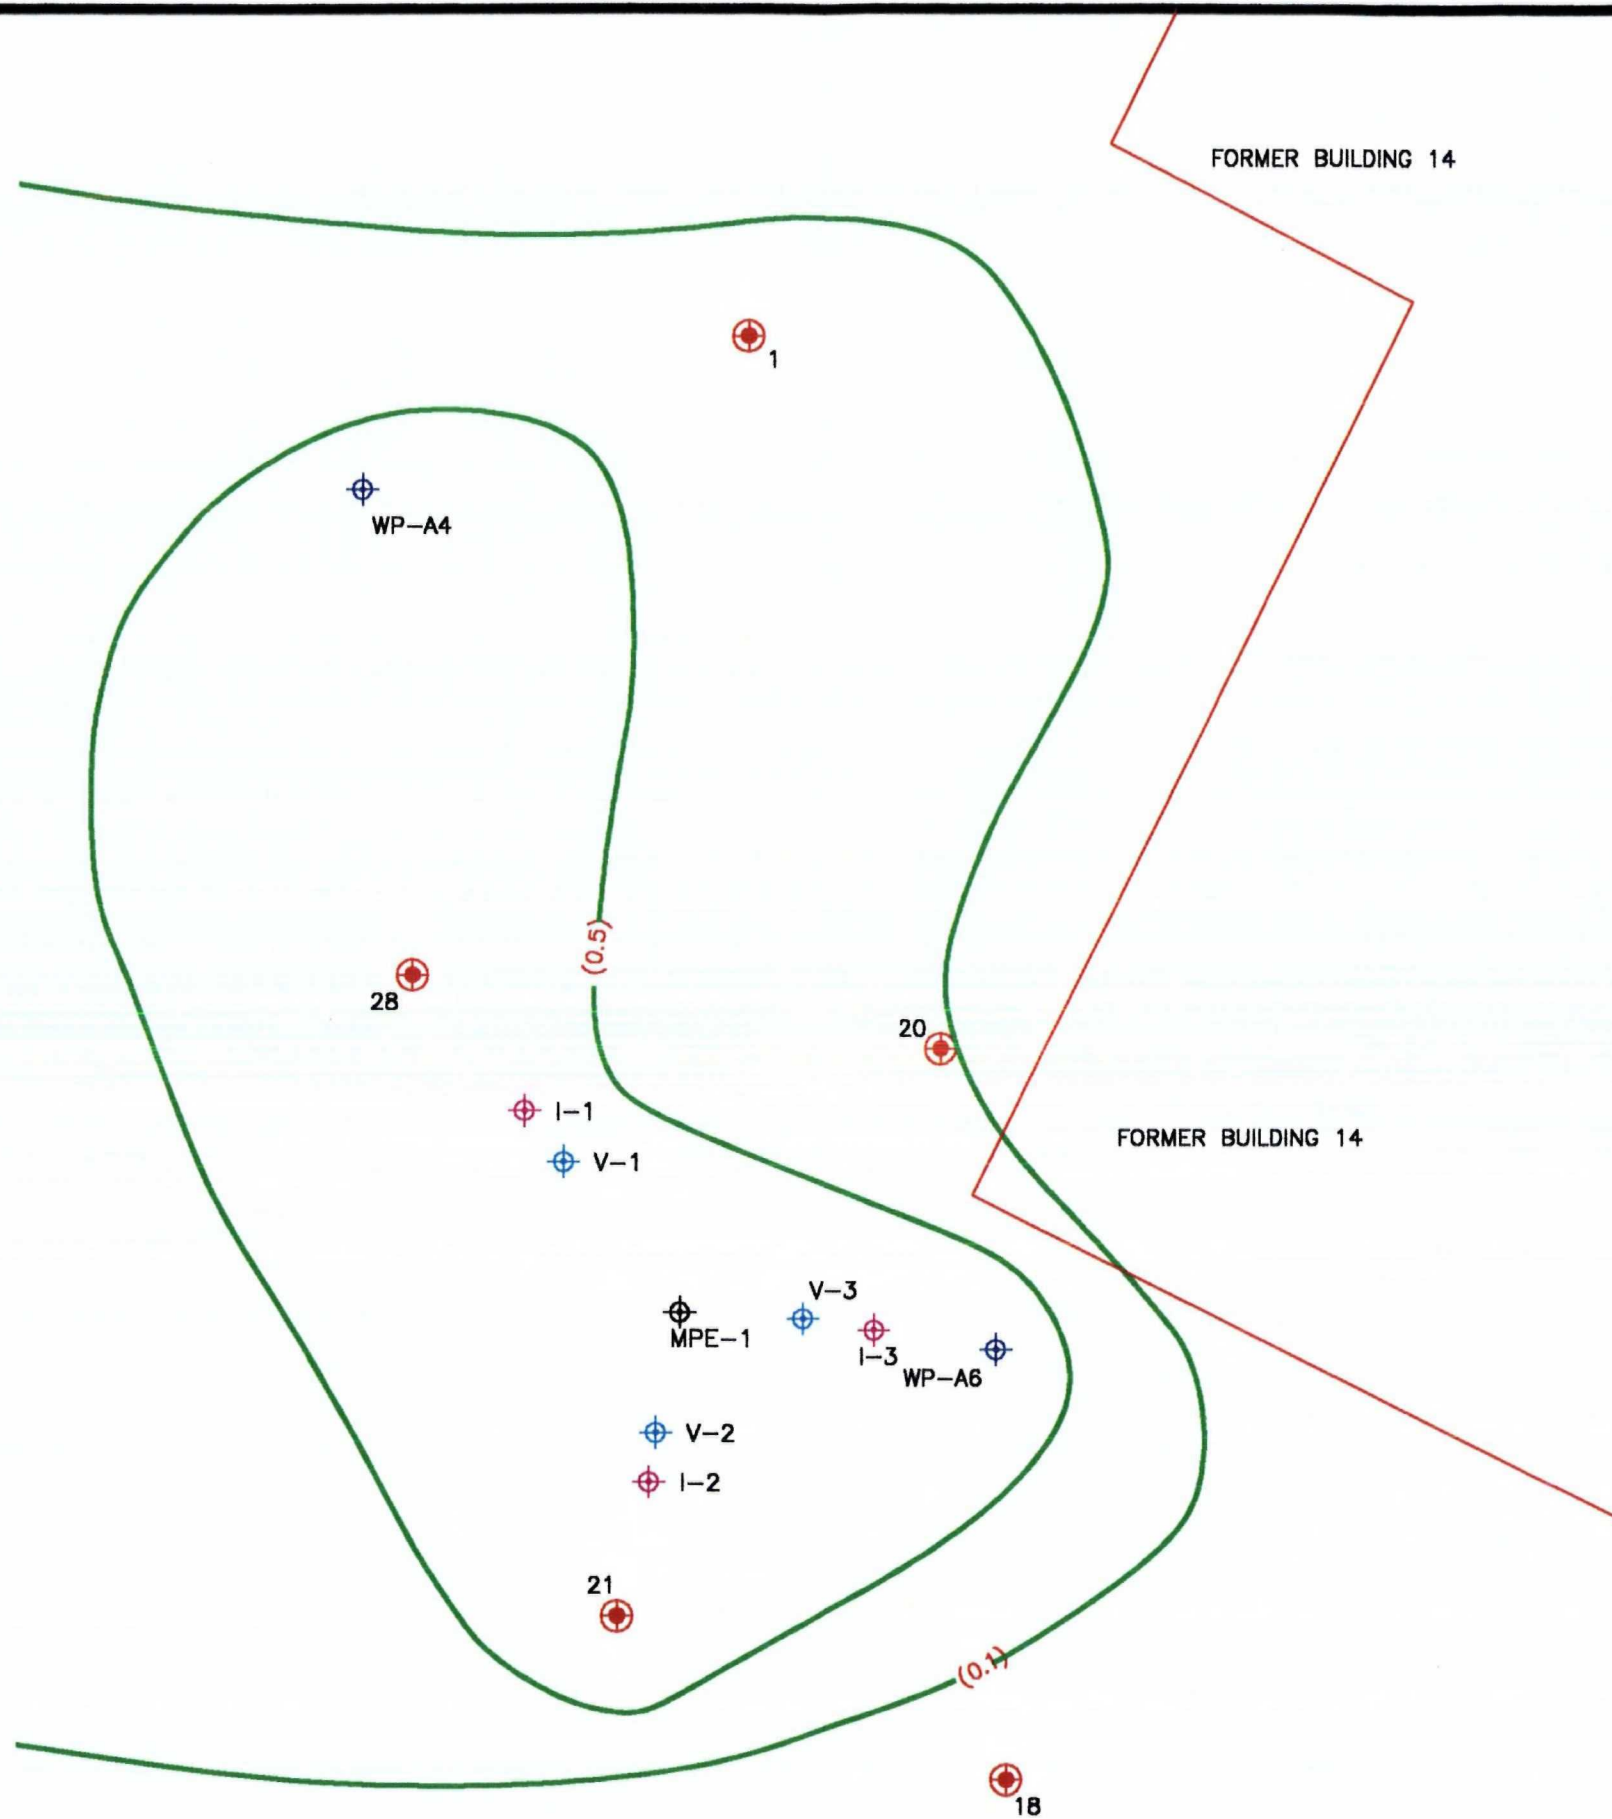 FORMER BUILDING 14
1
WP-A4
(0.5)
28
20
I-1
FORMER BUILDING 14
V-1
V-3
MPE-1
I-3
WP-A6
V-2
I-2
21
(0.1)
18